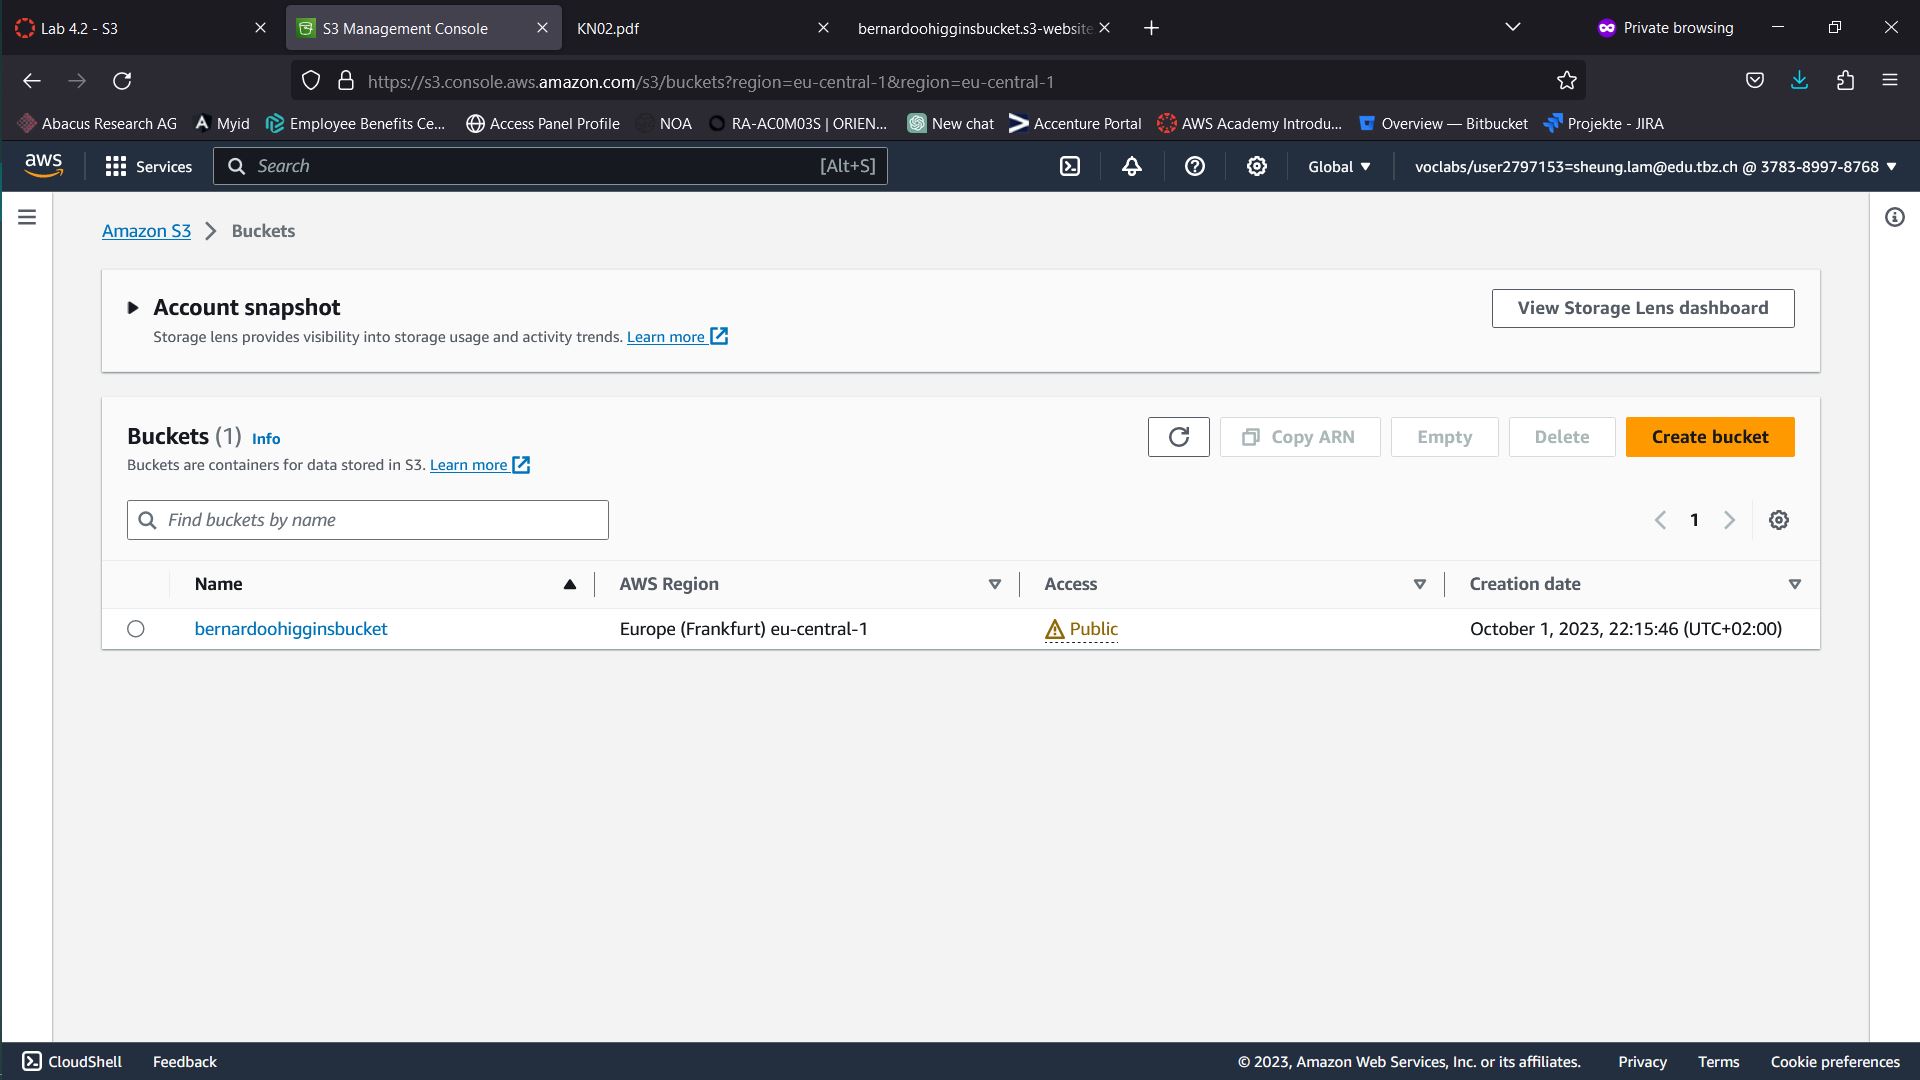 Lab 4.2 - S3
S3 Management Console
KN02.pdf
bernardoohigginsbucket.s3-website
Private browsing
https://s3.console.aws.amazon.com/s3/buckets?region=eu-central-1&region=eu-central-1
Abacus Research AG
Myid
Employee Benefits Ce...
Access Panel Profile
NOA
RA-AC0M03S | ORIEN...
New chat
Accenture Portal
AWS Academy Introdu...
Overview — Bitbucket
Projekte - JIRA
aws
Services
Search
[Alt+S]
Global
voclabs/user2797153=sheung.lam@edu.tbz.ch @ 3783-8997-8768
Amazon S3
Buckets
Account snapshot
View Storage Lens dashboard
Storage lens provides visibility into storage usage and activity trends. Learn more
Buckets (1) Info
Copy ARN
Empty
Delete
Create bucket
Buckets are containers for data stored in S3. Learn more
Find buckets by name
1
Name
AWS Region
Access
Creation date
bernardoohigginsbucket
Europe (Frankfurt) eu-central-1
Public
October 1, 2023, 22:15:46 (UTC+02:00)
CloudShell
Feedback
© 2023, Amazon Web Services, Inc. or its affiliates.
Privacy
Terms
Cookie preferences